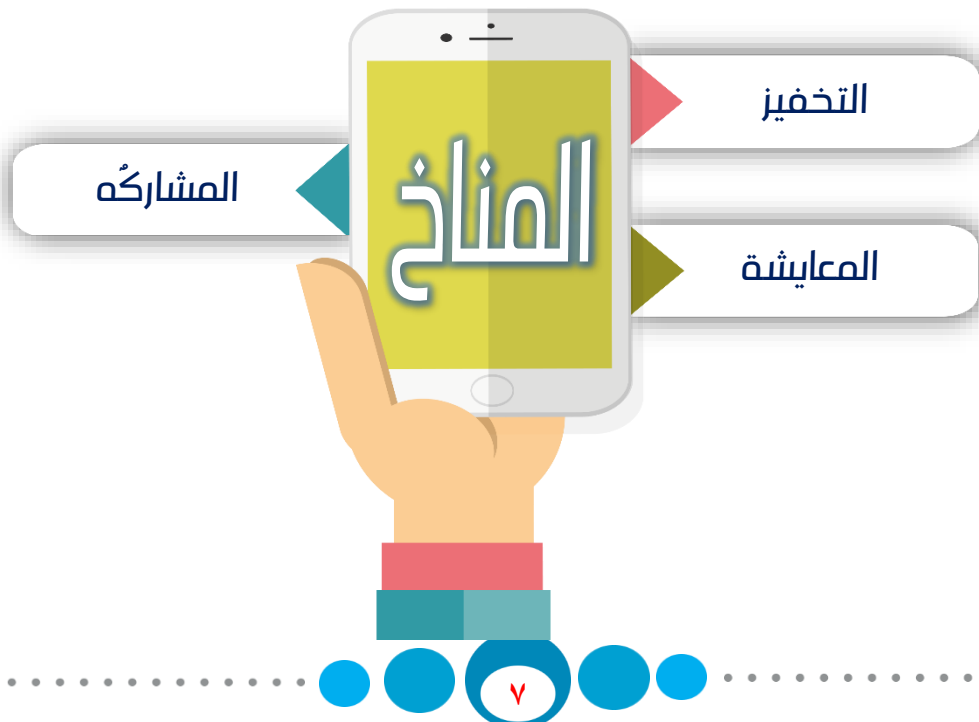 التخفيز
المشاركُه
المناخ
المعايشة
٧